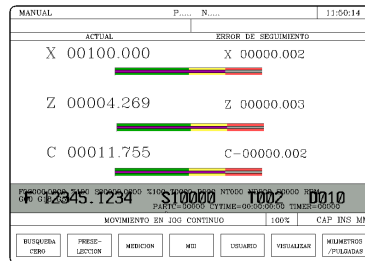 MANUAL P..... N..... 11:50:14
ACTUAL ERROR DE SEGUIMIENTO
X 00100.000 X 00000.002
Z 00004.269 Z 00000.003
C 00011.755 C-00000.002
12345.1234 S10000 T002 D010
PARTC=00000 CYTIME=00:00:00:00 TIMER=
MOVIMIENTO EN JOG CONTINUO 100% CAP INS MM
BUSQUEDA CERO
PRESE-LECCION
MEDICION
MDI
USUARIO
VISUALIZAR
MILIMETROS /PULGADAS